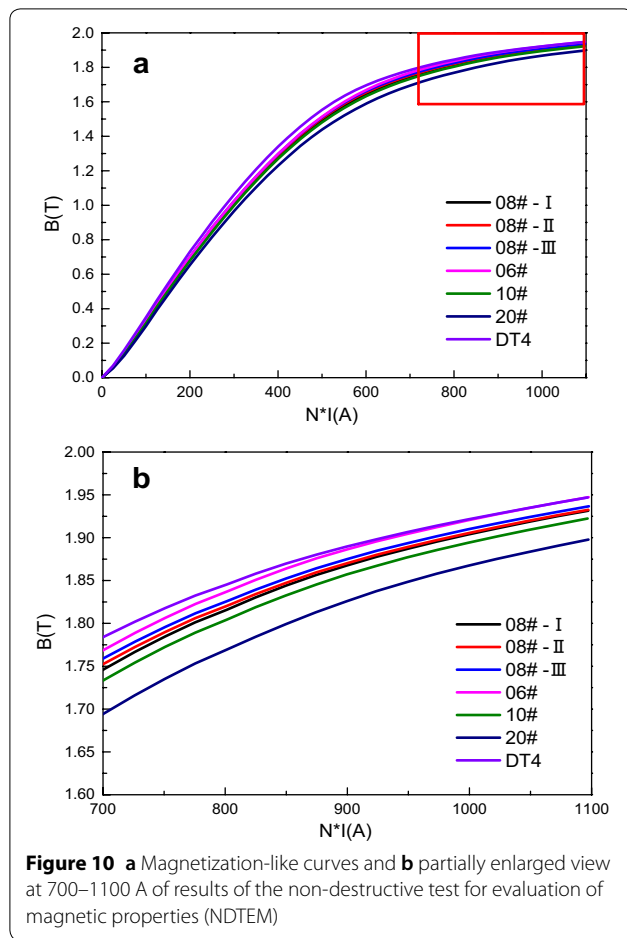 2.0
a
1.8
1.6
1.4
1.2
1.0
0.8
0.6
0.4
0.2
0.0
B(T)
08# - Ⅰ
08# - Ⅱ
08# -Ⅲ
06#
10#
20#
DT4
0
200
400
600
800
1000
N*I(A)
2.00
b
1.95
1.90
1.85
1.80
1.75
1.70
1.65
1.60
B(T)
08# - Ⅰ
08# - Ⅱ
08# -Ⅲ
06#
10#
20#
DT4
700
800
900
1000
1100
N*I(A)
Figure 10 a Magnetization-like curves and b partially enlarged view
at 700–1100 A of results of the non-destructive test for evaluation of
magnetic properties (NDTEM)